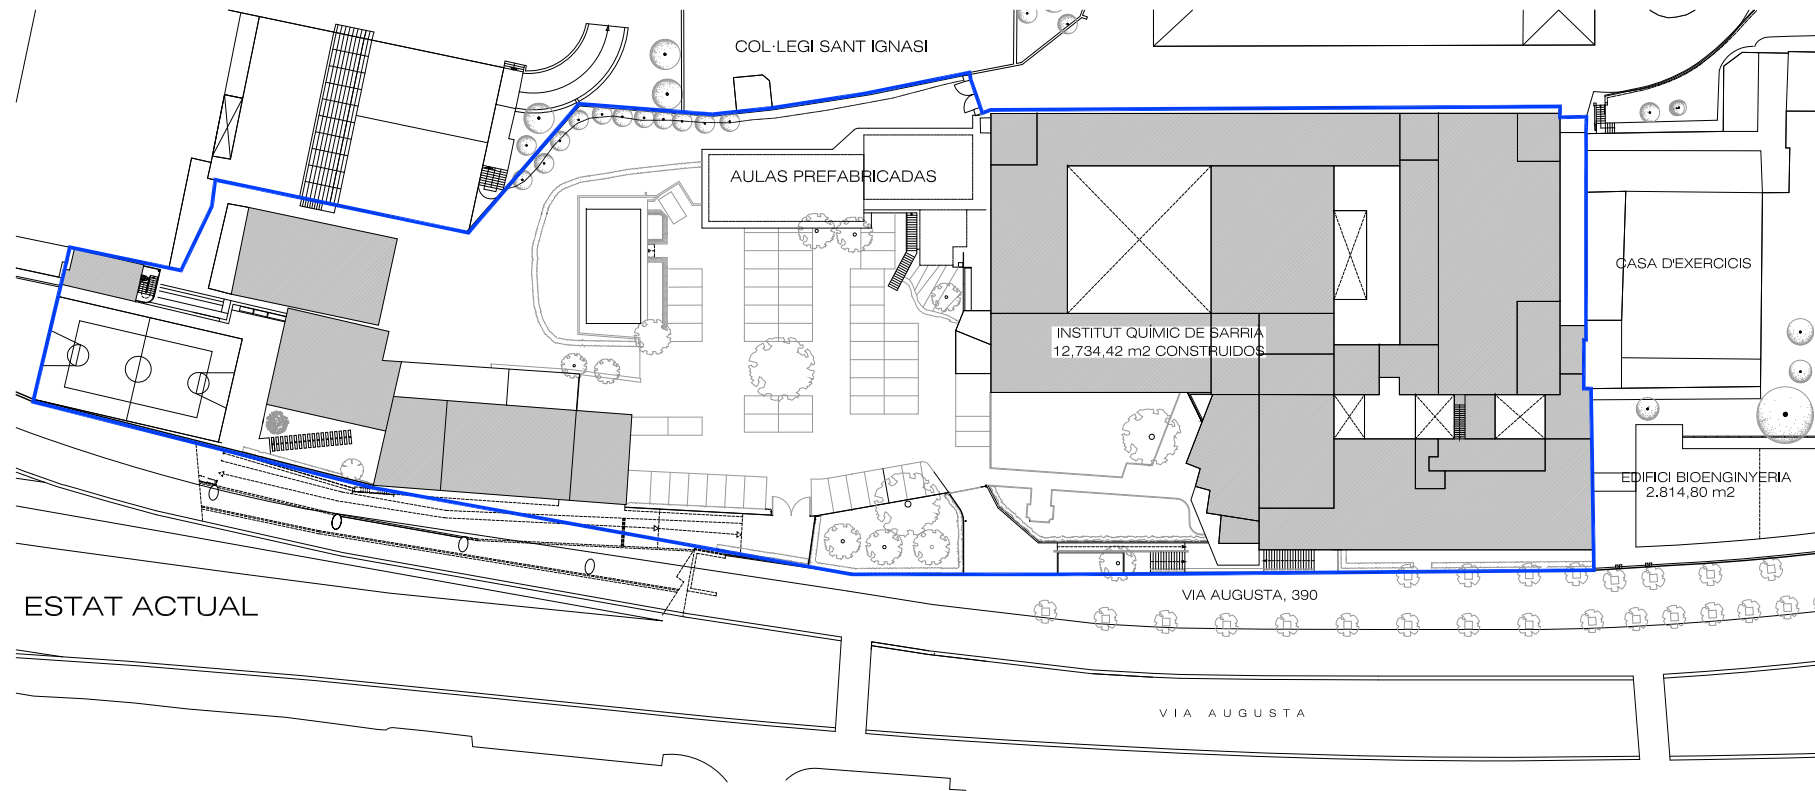 COL·LEGI SANT IGNASI
AULAS PREFABRICADAS
CASA D'EXERCICIS
INSTITUT QUÍMIC DE SARRIÀ
12,734,42 m2 CONSTRUIDOS
EDIFICI BIOENGINYERIA
2.814,80 m2
ESTAT ACTUAL
VIA AUGUSTA, 390
VIA AUGUSTA